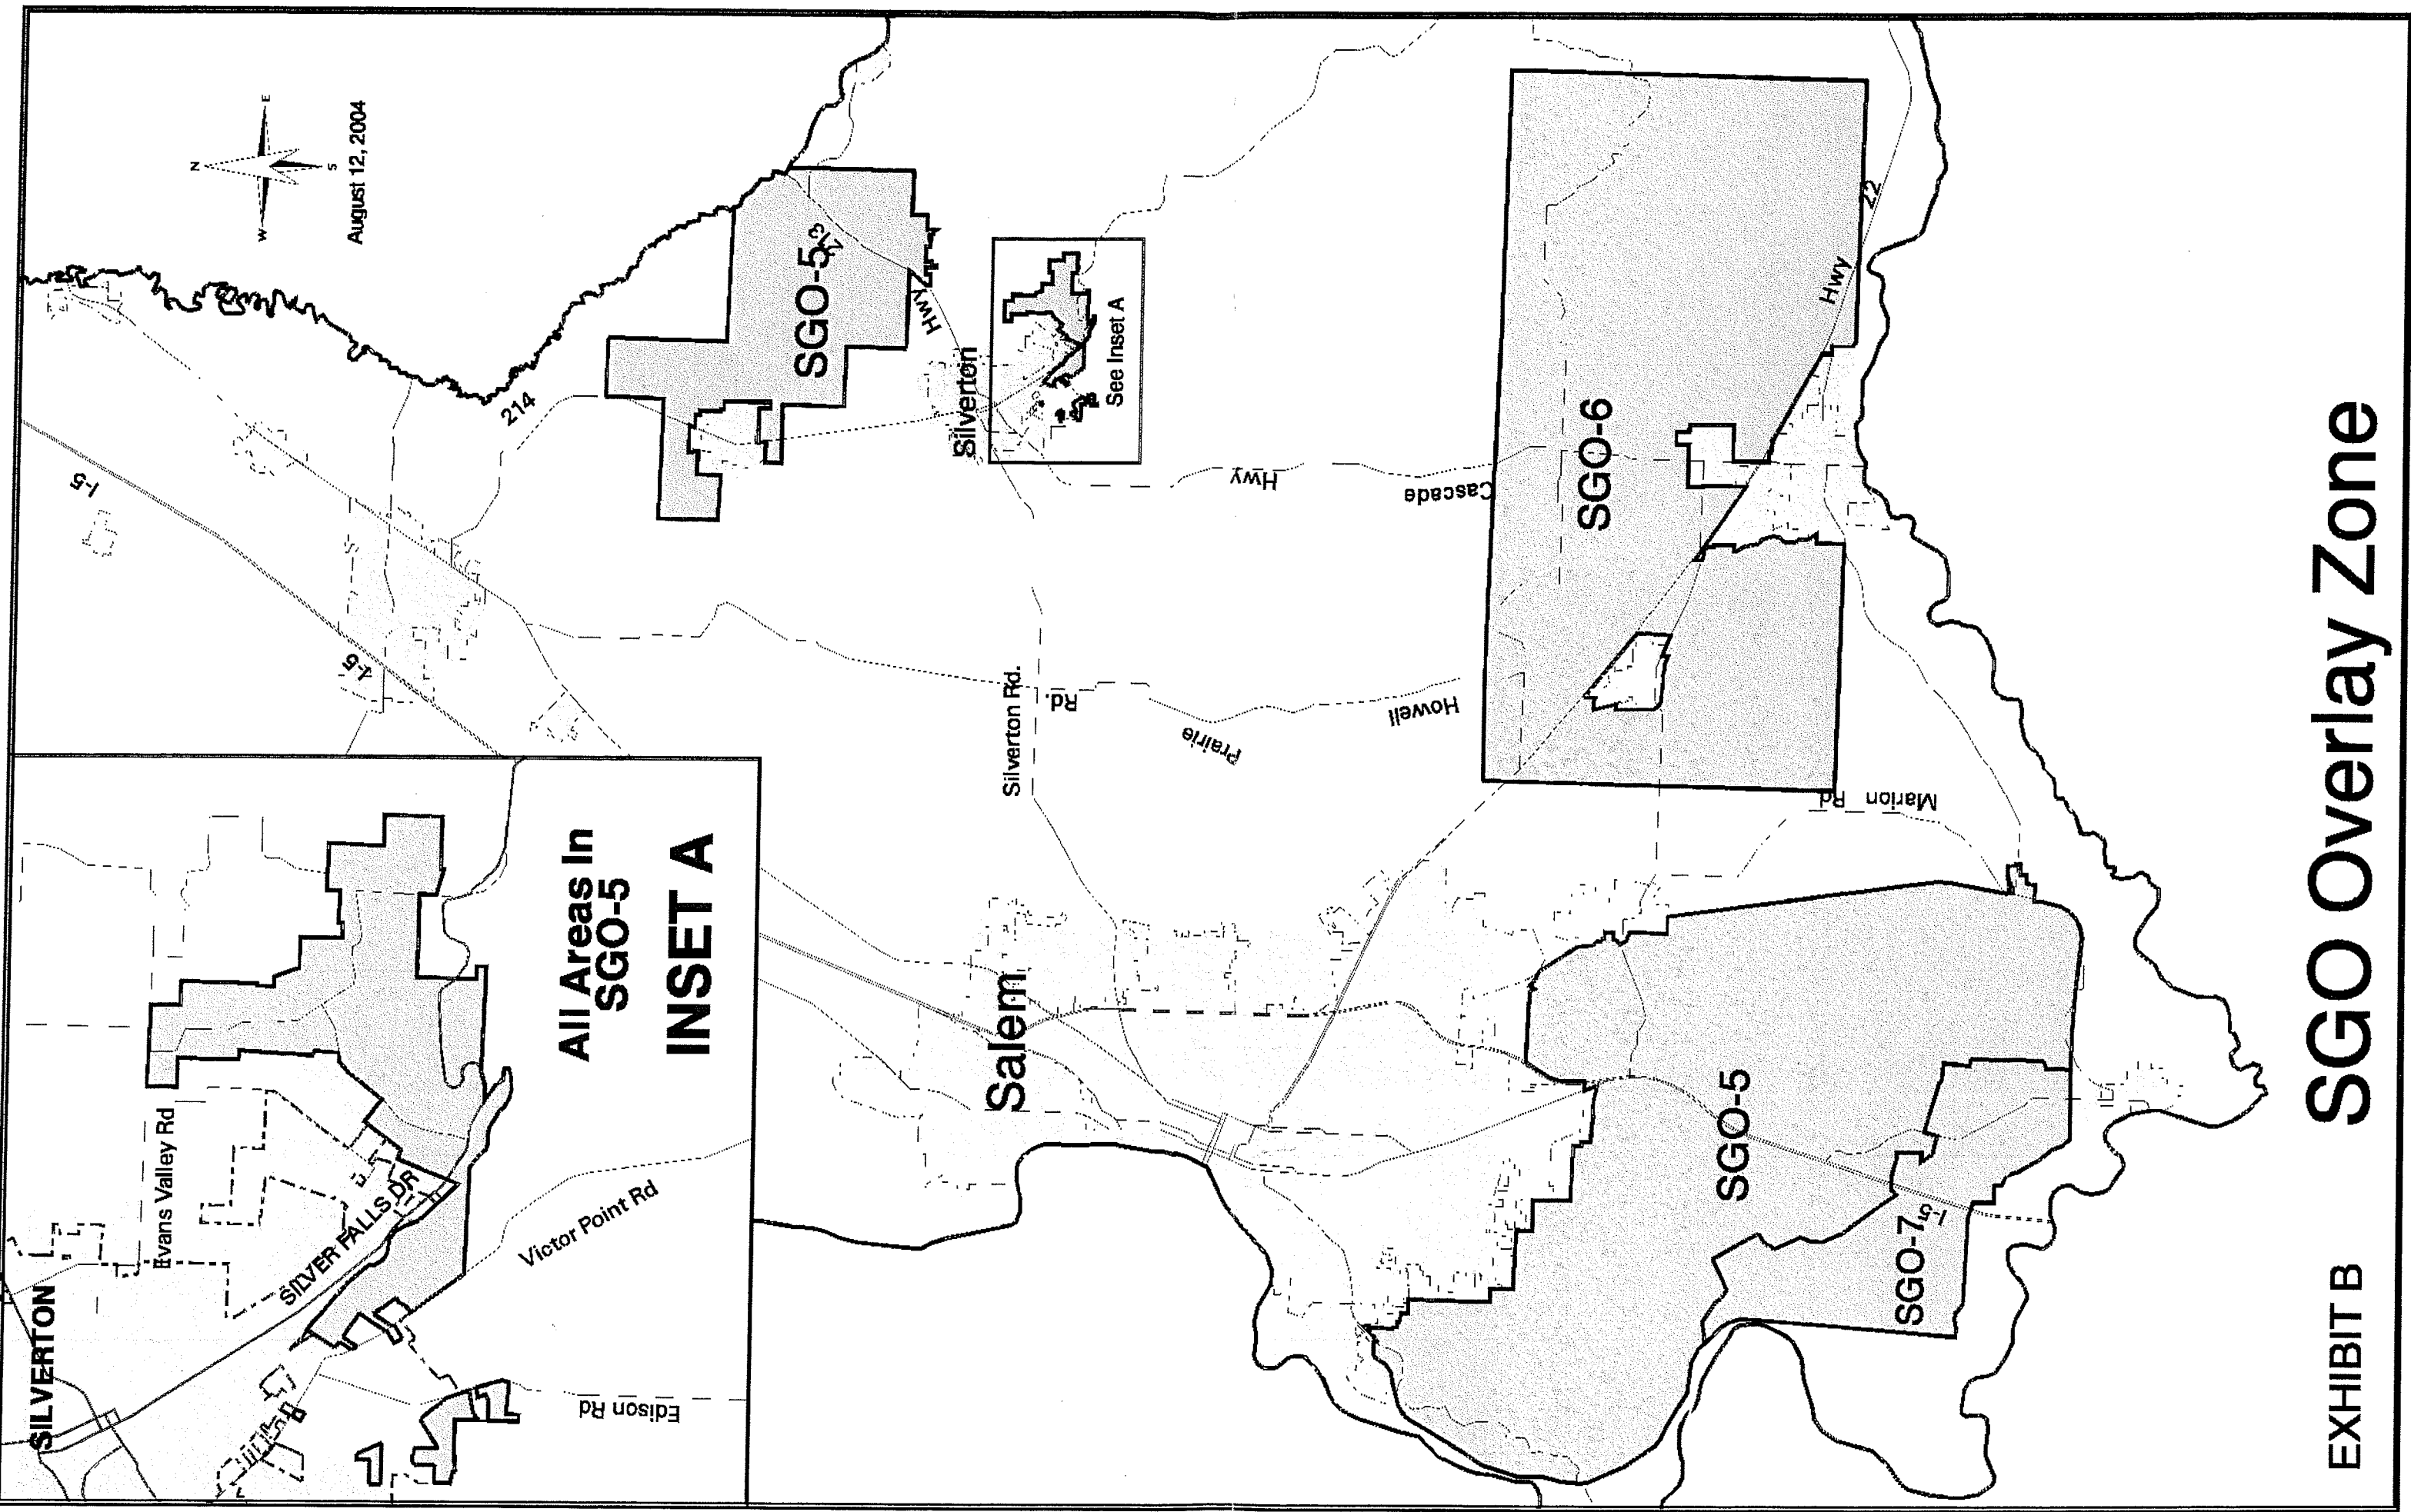 N
E
W
S
August 12, 2004
I-5
I-5
214
SGO-5
213
Hwy
Silverton
See Inset A
Hwy
Cascade
SGO-6
Hwy
22
Silverton Rd.
Rd.
Prairie
Howell
Marion Rd
Salem
SGO-5
SGO-7
I-5
SILVERTON
Evans Valley Rd
SILVER FALLS DR
Victor Point Rd
Edison Rd
All Areas In
SGO-5
INSET A
EXHIBIT B
SGO Overlay Zone